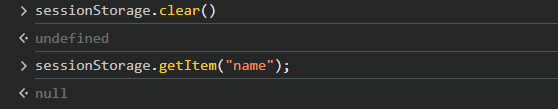 > sessionStorage.clear()
<· undefined
> sessionStorage.getItem("name");
<· null